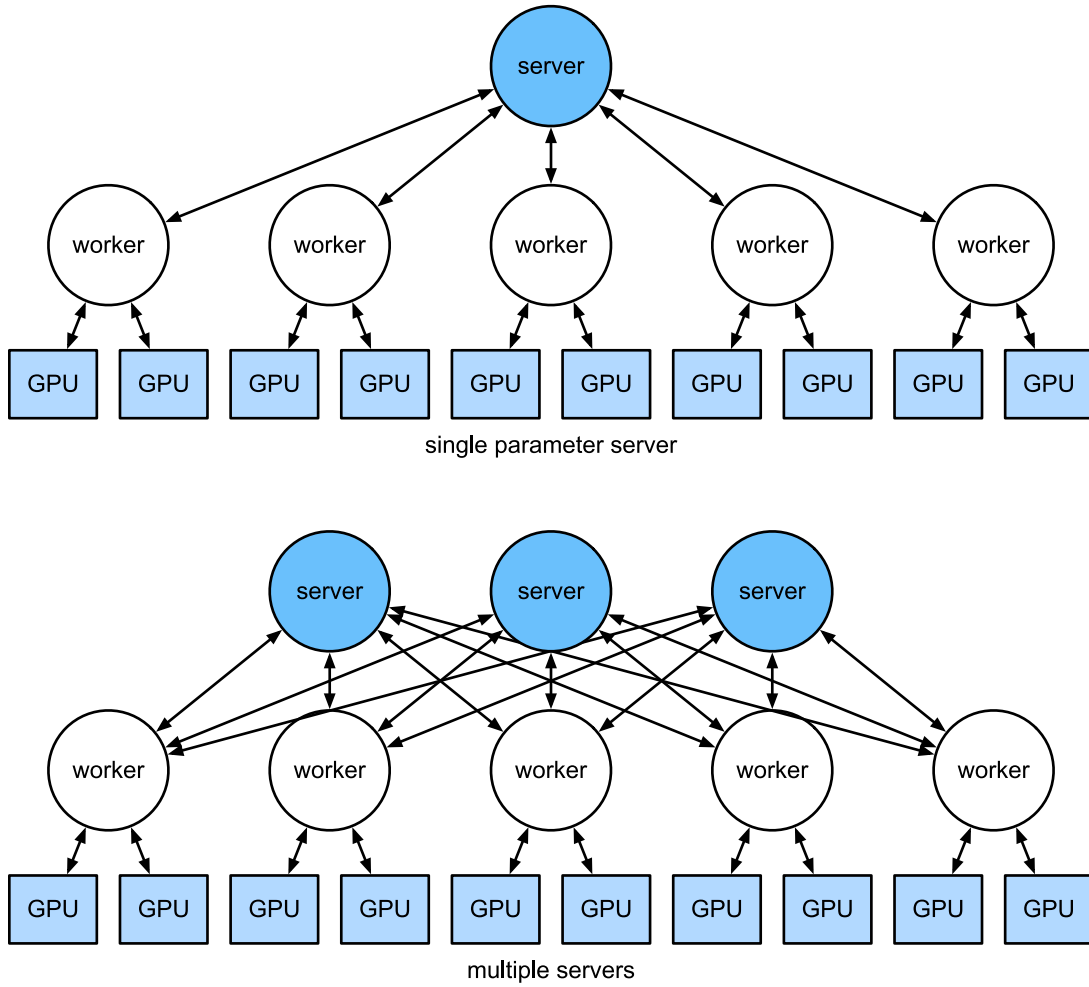 server
worker worker worker worker worker
GPU GPU GPU GPU GPU GPU GPU GPU GPU GPU
single parameter server
server server server
worker worker worker worker worker
GPU GPU GPU GPU GPU GPU GPU GPU GPU GPU
multiple servers